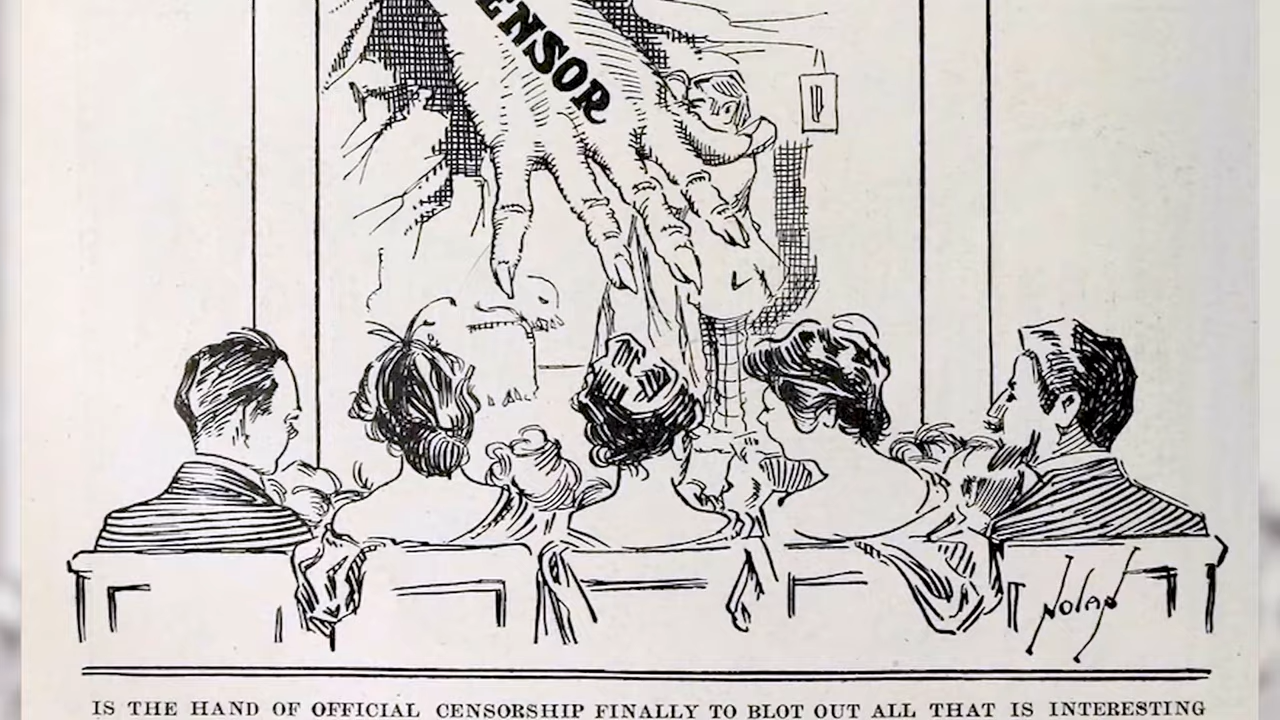 ENSOR
NOLAN
IS THE HAND OF OFFICIAL CENSORSHIP FINALLY TO BLOT OUT ALL THAT IS INTERESTING